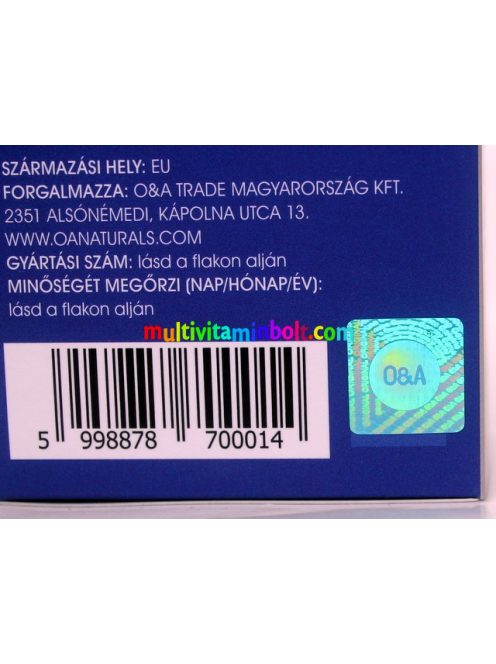 SZÁRMAZÁSI HELY: EU
FORGALMAZZA: O&A TRADE MAGYARORSZÁG KFT.
2351 ALSÓNÉMEDI, KÁPOLNA UTCA 13.
WWW.OANATURALS.COM
GYÁRTÁSI SZÁM: lásd a flakon alján
MINŐSÉGÉT MEGŐRZI (NAP/HÓNAP/ÉV):
lásd a flakon alján
multivitaminbolt.com
O&A
5 998878 700014